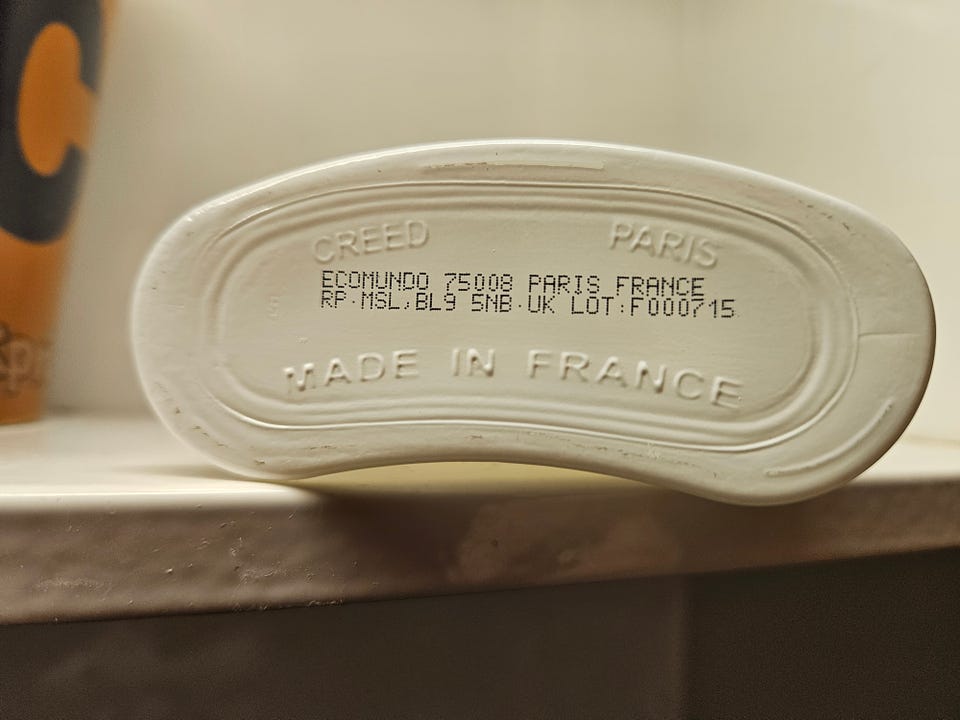 CREED PARIS
ECOMUNDO 75008 PARIS FRANCE
RP·MSL,BL9 5NB·UK LOT:F000715
MADE IN FRANCE